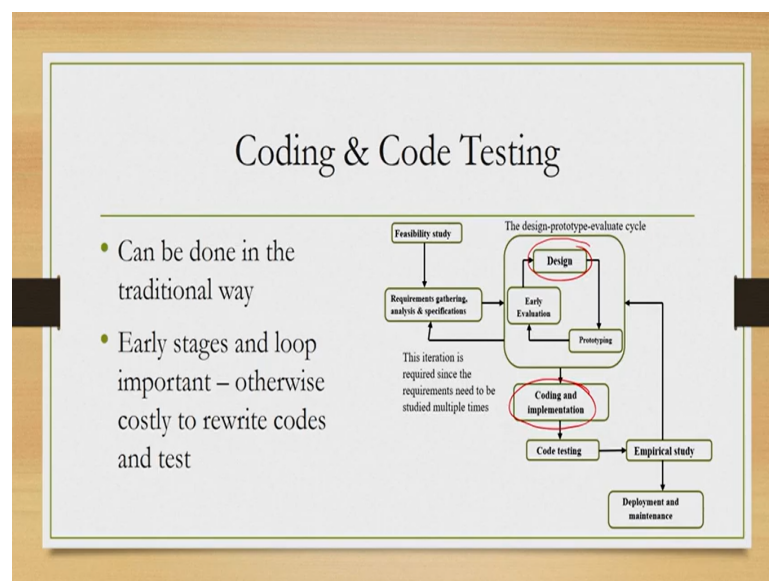 Coding & Code Testing
• Can be done in the
traditional way
• Early stages and loop
important – otherwise
costly to rewrite codes
and test
The design-prototype-evaluate cycle
Feasibility study
Design
Requirements gathering,
analysis & specifications
Early
Evaluation
Prototyping
This iteration is
required since the
requirements need to be
studied multiple times
Coding and
implementation
Code testing
Empirical study
Deployment and
maintenance